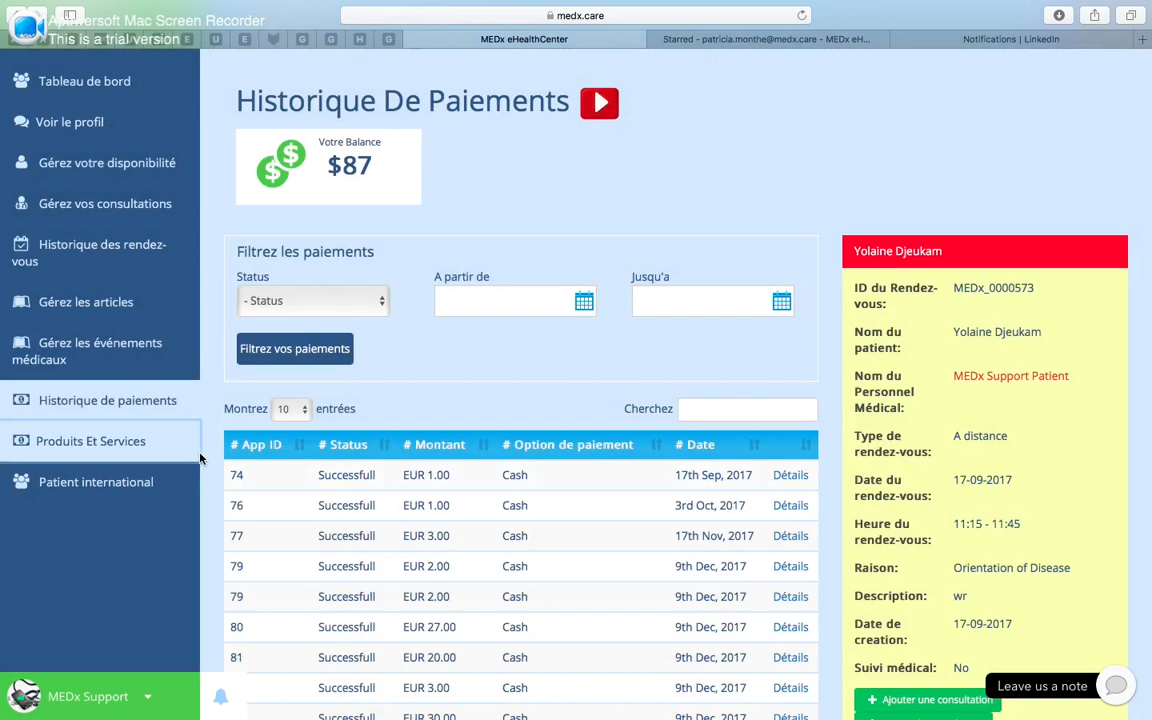 Mac Screen Recorder
This is a trial version
medx.care
E U E G G H G
MEDx eHealthCenter
Starred - patricia.monthe@medx.care - MEDx eH...
Notifications | LinkedIn
Tableau de bord
Voir le profil
Gérez votre disponibilité
Gérez vos consultations
Historique des rendez-
vous
Gérez les articles
Gérez les événements
médicaux
Historique de paiements
Produits Et Services
Patient international
MEDx Support
Historique De Paiements
Votre Balance
$87
Filtrez les paiements
Status
A partir de
Jusqu'a
- Status
Filtrez vos paiements
Montrez 10 entrées
Cherchez
# App ID # Status # Montant # Option de paiement # Date
74 Successfull EUR 1.00 Cash 17th Sep, 2017 Détails
76 Successfull EUR 1.00 Cash 3rd Oct, 2017 Détails
77 Successfull EUR 3.00 Cash 17th Nov, 2017 Détails
79 Successfull EUR 2.00 Cash 9th Dec, 2017 Détails
79 Successfull EUR 2.00 Cash 9th Dec, 2017 Détails
80 Successfull EUR 27.00 Cash 9th Dec, 2017 Détails
81 Successfull EUR 20.00 Cash 9th Dec, 2017 Détails
Successfull EUR 3.00 Cash 9th Dec, 2017 Détails
Successfull EUR 30.00 Cash 9th Dec, 2017 Détails
Yolaine Djeukam
ID du Rendez- MEDx_0000573
vous:
Nom du Yolaine Djeukam
patient:
Nom du MEDx Support Patient
Personnel
Médical:
Type de A distance
rendez-vous:
Date du 17-09-2017
rendez-vous:
Heure du 11:15 - 11:45
rendez-vous:
Raison: Orientation of Disease
Description: wr
Date de 17-09-2017
creation:
Suivi médical: No
Ajouter une consultation
Leave us a note